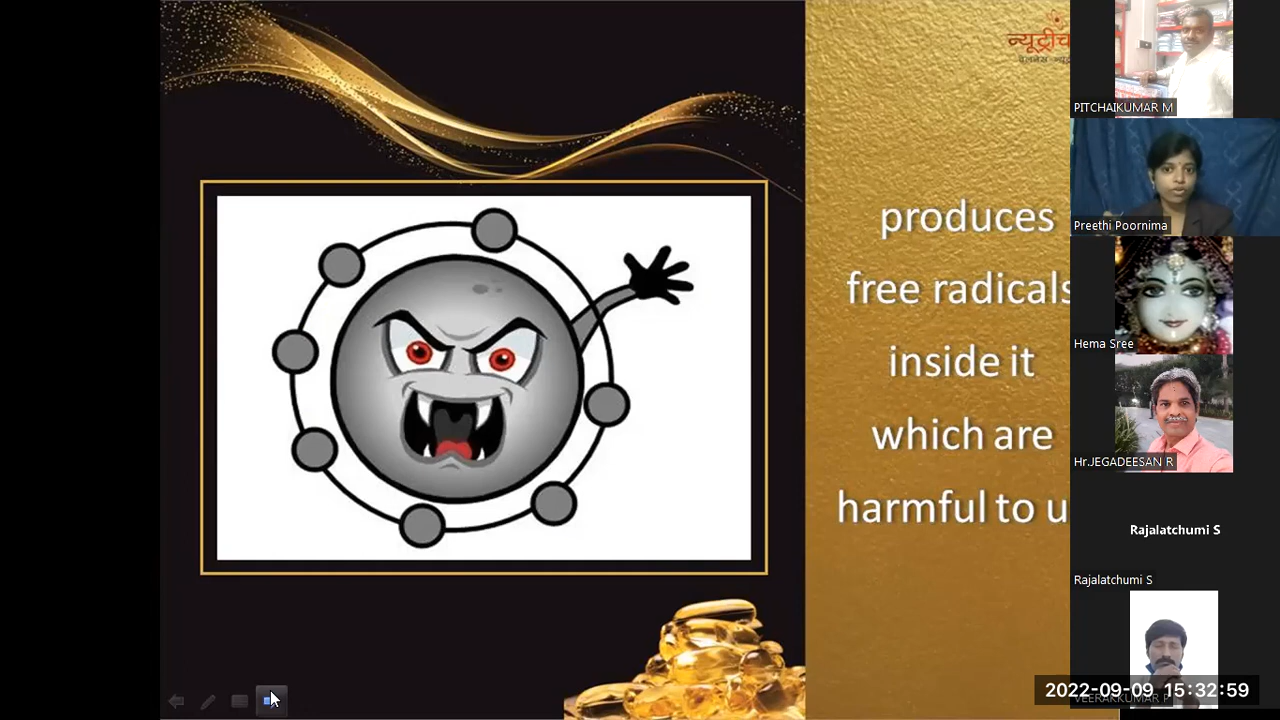 न्यूट्रीच
produces
free radicals
inside it
which are
harmful to u
PITCHAIKUMAR M
Preethi Poornima
Hema Sree
Hr.JEGADEESAN R
Rajalatchumi S
Rajalatchumi S
2022-09-09 15:32:59
VEERAKKUMAR P